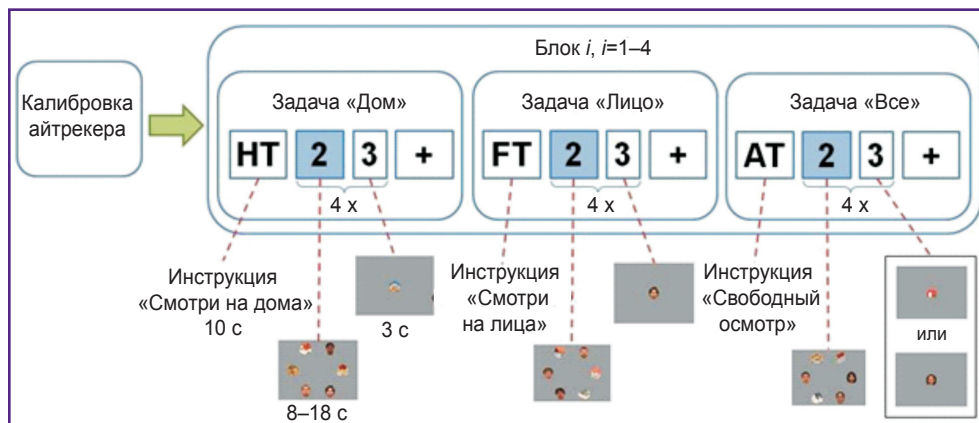 Блок i, i=1–4
Калибровка
айтрекера
Задача «Дом»
HT 2 3 +
4 x
Задача «Лицо»
FT 2 3 +
4 x
Задача «Все»
AT 2 3 +
4 x
Инструкция
«Смотри на дома»
10 с
8–18 с
3 с
Инструкция
«Смотри
на лица»
Инструкция
«Свободный
осмотр»
или